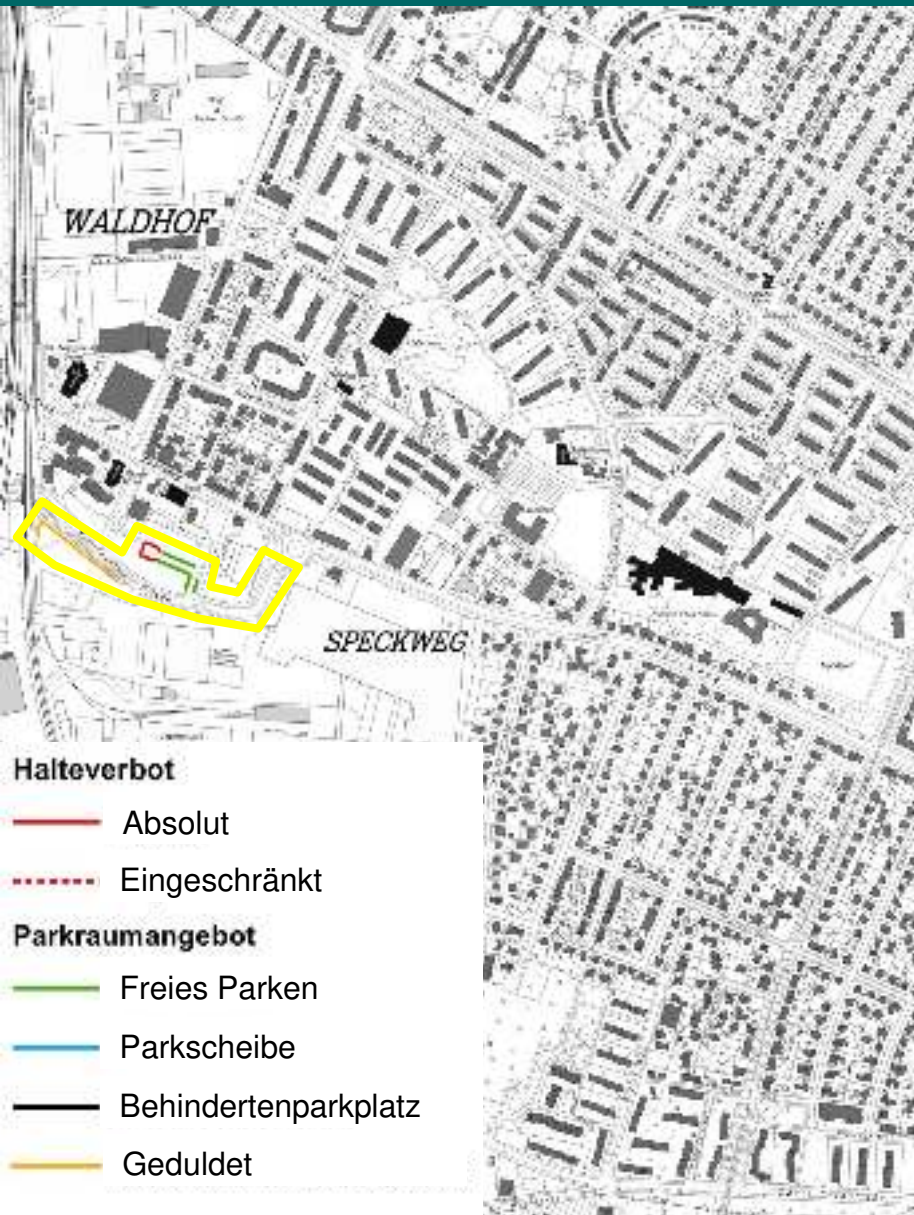 WALDHOF
SPECKWEG
Halteverbot
Absolut
Eingeschränkt
Parkraumangebot
Freies Parken
Parkscheibe
Behindertenparkplatz
Geduldet